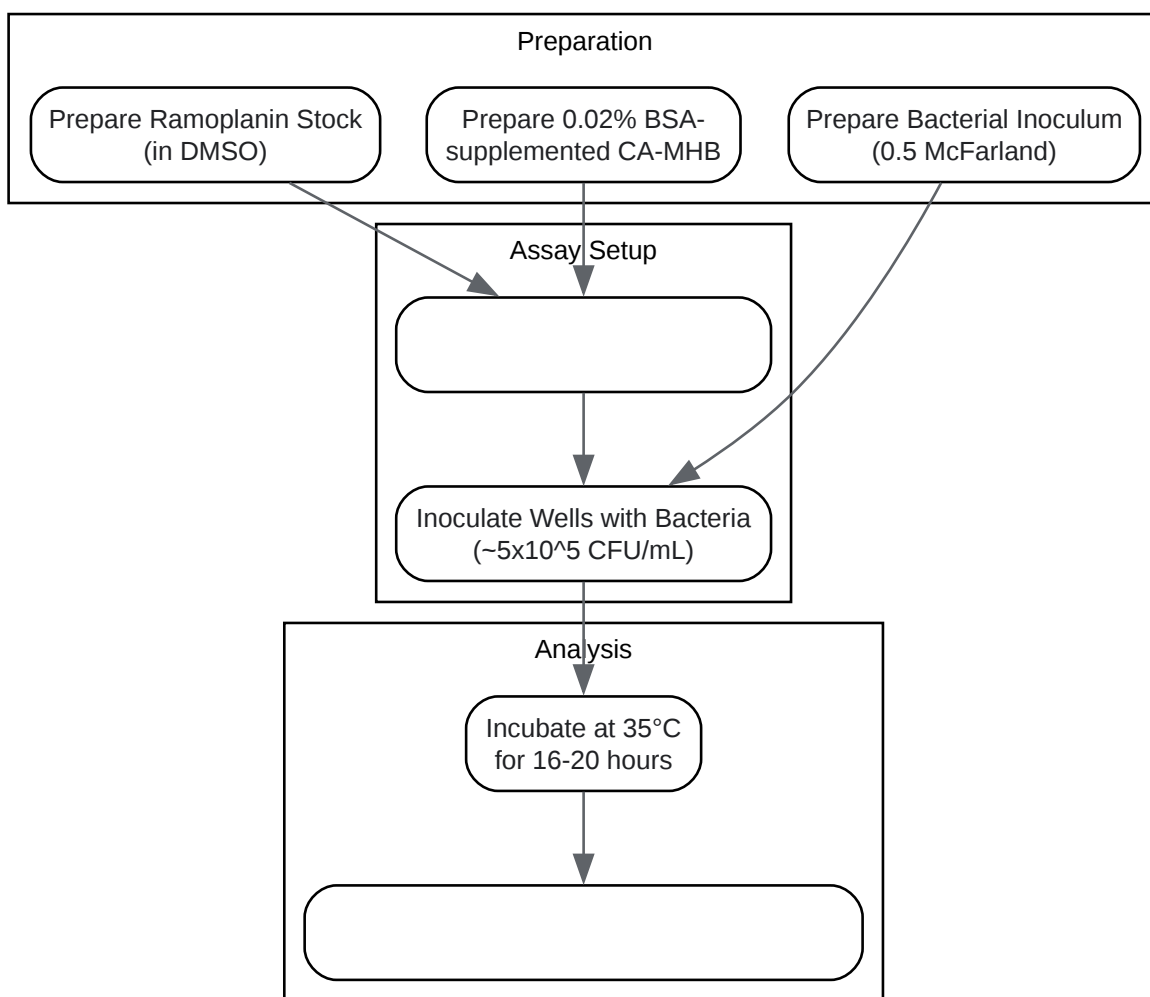 Preparation
Prepare Ramoplanin Stock
(in DMSO)
Prepare 0.02% BSA-
supplemented CA-MHB
Prepare Bacterial Inoculum
(0.5 McFarland)
Assay Setup
Inoculate Wells with Bacteria
(~5x10^5 CFU/mL)
Analysis
Incubate at 35°C
for 16-20 hours